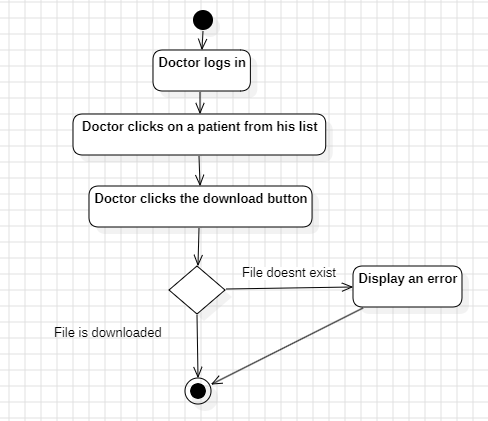 Doctor logs in
Doctor clicks on a patient from his list
Doctor clicks the download button
File doesnt exist
Display an error
File is downloaded